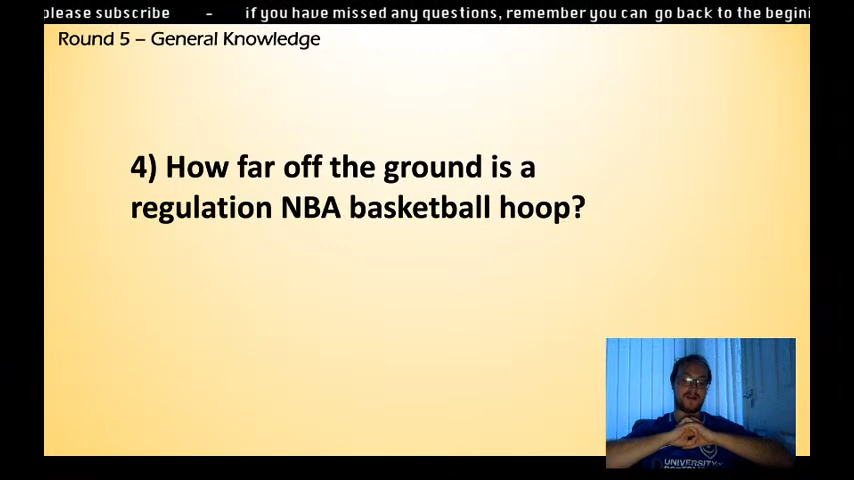 please subscribe - if you have missed any questions, remember you can go back to the begini
Round 5 – General Knowledge
4) How far off the ground is a
regulation NBA basketball hoop?
UNIVERSITY